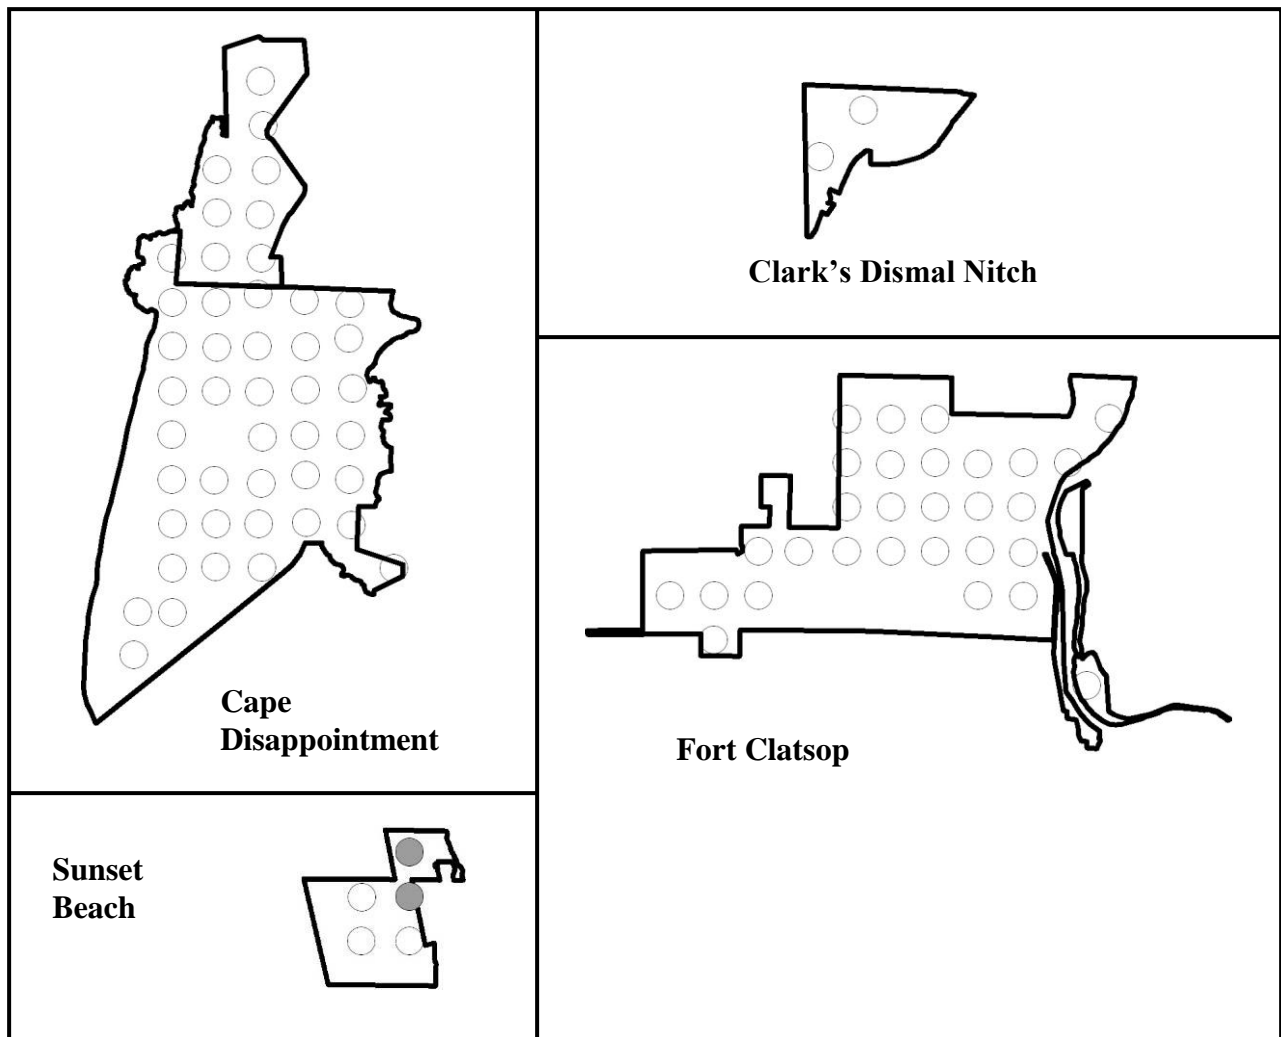 Clark’s Dismal Nitch
Cape
Disappointment
Fort Clatsop
Sunset
Beach